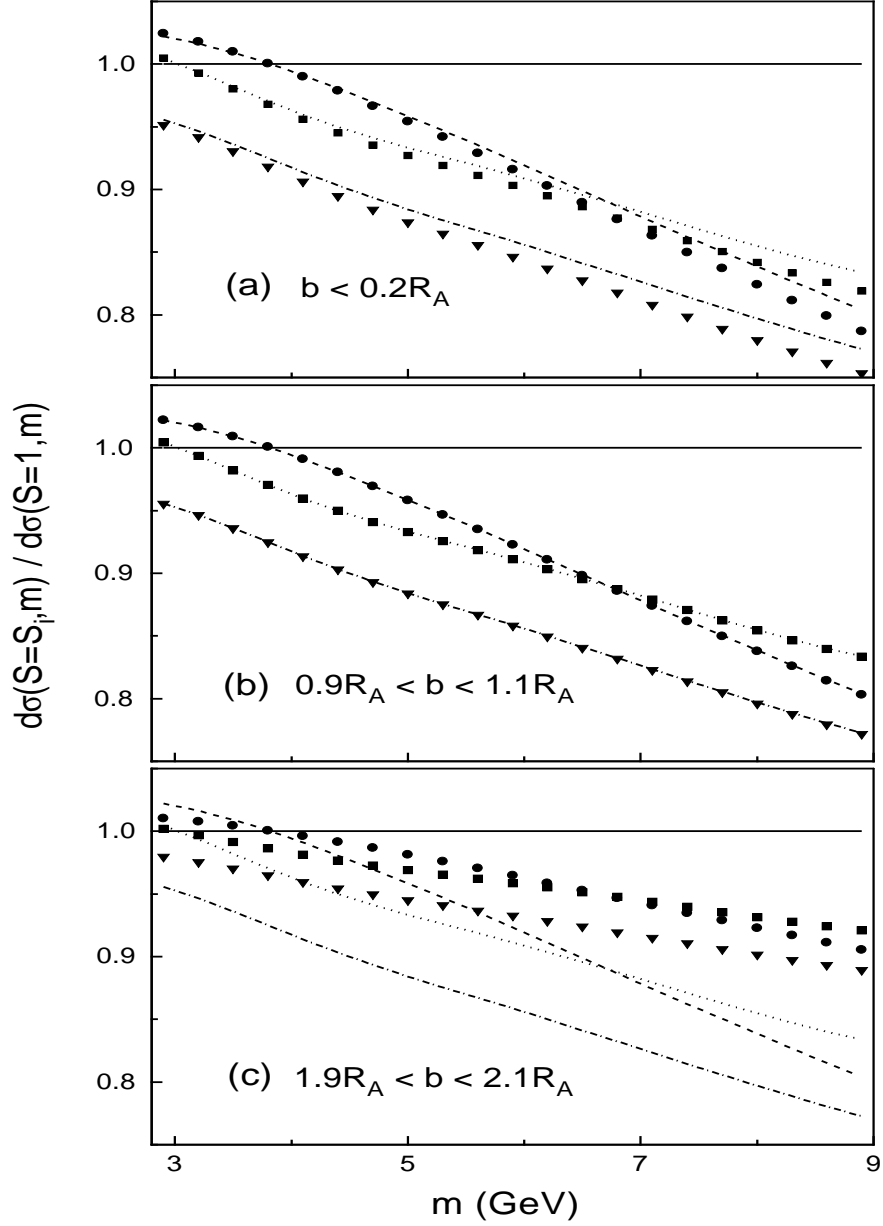 1.0
0.9
0.8
(a) b < 0.2R_A
dσ(S=S_i,m) / dσ(S=1,m)
1.0
0.9
0.8
(b) 0.9R_A < b < 1.1R_A
1.0
0.9
0.8
(c) 1.9R_A < b < 2.1R_A
3 5 7 9
m (GeV)